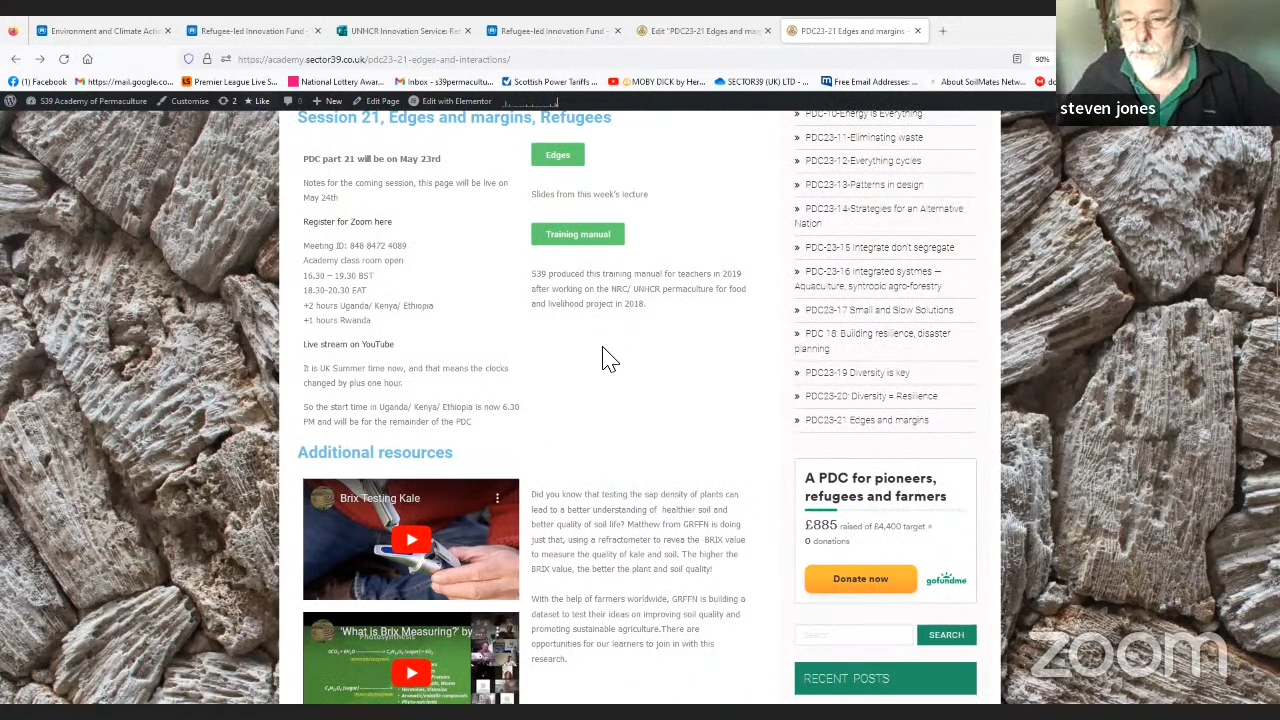 Environment and Climate Actio
Refugee-led Innovation Fund -
UNHCR Innovation Service: Ref
Refugee-led Innovation Fund -
Edit "PDC23-21 Edges and mar
PDC23-21 Edges and margins -
https://academy.sector39.co.uk/pdc23-21-edges-and-interactions/
90%
(1) Facebook
https://mail.google.co...
Premier League Live S...
National Lottery Award...
Inbox - s39permacultu...
Scottish Power Tariffs ...
MOBY DICK by Her...
SECTOR39 (UK) LTD - ...
Free Email Addresses...
About SoilMates Netw...
do
S39 Academy of Permaculture
Customise
2
Like
0
New
Edit Page
Edit with Elementor
steven jones
Session 21, Edges and margins, Refugees
PDC part 21 will be on May 23rd
Notes for the coming session, this page will be live on
May 24th
Register for Zoom here
Meeting ID: 848 8472 4089
Academy class room open
16.30 – 19.30 BST
18.30-20.30 EAT
+2 hours Uganda/ Kenya/ Ethiopia
+1 hours Rwanda
Live stream on YouTube
It is UK Summer time now, and that means the clocks
changed by plus one hour.
So the start time in Uganda/ Kenya/ Ethiopia is now 6.30
PM and will be for the remainder of the PDC
Edges
Slides from this week's lecture
Training manual
S39 produced this training manual for teachers in 2019
after working on the NRC/ UNHCR permaculture for food
and livelihood project in 2018.
Additional resources
Brix Testing Kale
'What is Brix Measuring?' by
Did you know that testing the sap density of plants can
lead to a better understanding of healthier soil and
better quality of soil life? Matthew from GRFFN is doing
just that, using a refractometer to revea the BRIX value
to measure the quality of kale and soil. The higher the
BRIX value, the better the plant and soil quality!
With the help of farmers worldwide, GRFFN is building a
dataset to test their ideas on improving soil quality and
promoting sustainable agriculture.There are
opportunities for our learners to join in with this
research.
PDC-10-Energy is Everything
PDC23-11-Eliminating waste
PDC23-12-Everything cycles
PDC23-13-Patterns in design
PDC23-14-Strategies for an Alternative
Nation
PDC-23-15 Integrate don't segregate
PDC-23-16 Integrated systmes —
Aquaculture, syntropic agro-forestry
PDC-23-17 Small and Slow Solutions
PDC 18: Building resilience, disaster
planning
PDC23-19 Diversity is key
PDC23-20: Diversity = Resilience
PDC23-21 Edges and margins
A PDC for pioneers,
refugees and farmers
£885 raised of £4,400 target •
0 donations
Donate now
gofundme
Search
SEARCH
RECENT POSTS
zoom